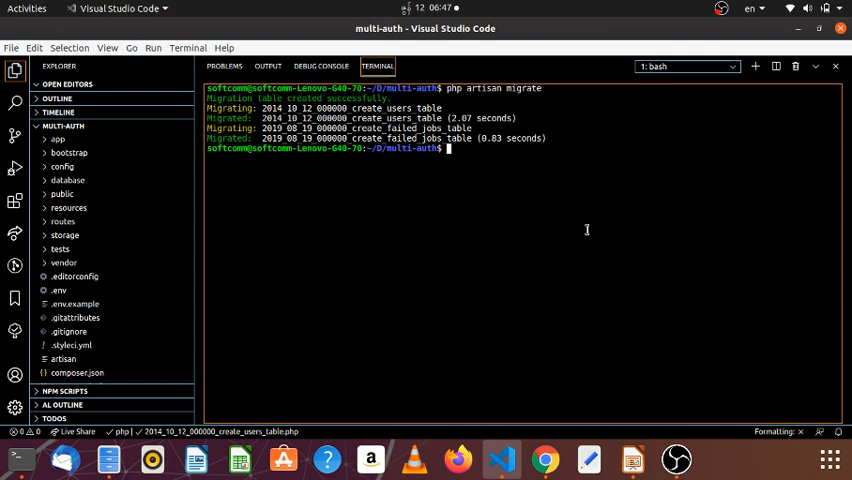 Activities
Visual Studio Code
12 06:47
en
multi-auth - Visual Studio Code
File Edit Selection View Go Run Terminal Help
EXPLORER
PROBLEMS OUTPUT DEBUG CONSOLE TERMINAL
1: bash
OPEN EDITORS
OUTLINE
TIMELINE
MULTI-AUTH
app
bootstrap
config
database
public
resources
routes
storage
tests
vendor
.editorconfig
.env
.env.example
.gitattributes
.gitignore
.styleci.yml
artisan
{} composer.json
NPM SCRIPTS
AL OUTLINE
TODOS
softcomm@softcomm-Lenovo-G40-70:~/D/multi-auth$ php artisan migrate
Migration table created successfully.
Migrating: 2014_10_12_000000_create_users_table
Migrated: 2014_10_12_000000_create_users_table (2.07 seconds)
Migrating: 2019_08_19_000000_create_failed_jobs_table
Migrated: 2019_08_19_000000_create_failed_jobs_table (0.83 seconds)
softcomm@softcomm-Lenovo-G40-70:~/D/multi-auth$
0 0 Live Share php | 2014_10_12_000000_create_users_table.php
Formatting: ×